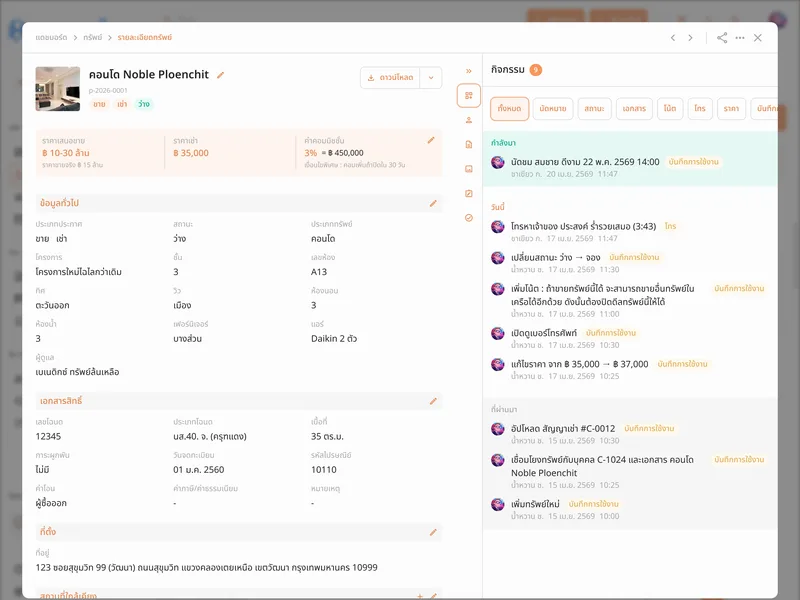 แดชบอร์ด > ทรัพย์ > รายละเอียดทรัพย์
คอนโด Noble Ploenchit
p-2026-0001
ขาย เช่า ว่าง
ดาวน์โหลด
ราคาเสนอขาย
฿ 10-30 ล้าน
ราคาขายจริง ฿ 15 ล้าน
ราคาเช่า
฿ 35,000
ค่าคอมมิชชั่น
3% ≈ ฿ 450,000
เงื่อนไขพิเศษ : คอมเพิ่มถ้าปิดใน 30 วัน
ข้อมูลทั่วไป
ประเภทประกาศ สถานะ ประเภททรัพย์
ขาย เช่า ว่าง คอนโด
โครงการ ชั้น เลขห้อง
โครงการใหม่ไฉไลกว่าเดิม 3 A13
ทิศ วิว ห้องนอน
ตะวันออก เมือง 3
ห้องน้ำ เฟอร์นิเจอร์ แอร์
3 บางส่วน Daikin 2 ตัว
ผู้ดูแล
เบเนดิกซ์ ทรัพย์ล้นเหลือ
เอกสารสิทธิ์
เลขโฉนด ประเภทโฉนด เนื้อที่
12345 นส.40. จ. (ครุฑแดง) 35 ตร.ม.
ภาระผูกพัน วันจดทะเบียน รหัสไปรษณีย์
ไม่มี 01 ม.ค. 2560 10110
ค่าโอน ค่าภาษี/ค่าธรรมเนียม หมายเหตุ
ผู้ซื้อออก - -
ที่ตั้ง
ที่อยู่
123 ซอยสุขุมวิท 99 (วัฒนา) ถนนสุขุมวิท แขวงคลองเตยเหนือ เขตวัฒนา กรุงเทพมหานคร 10999
สถานที่ใกล้เคียง
กิจกรรม 9
ทั้งหมด นัดหมาย สถานะ เอกสาร โน้ต โทร ราคา บันทึก
กำลังมา
นัดชม สมชาย ดีงาม 22 พ.ค. 2569 14:00 บันทึกการใช้งาน
ชาเขียว ก. 20 เม.ย. 2569 11:47
วันนี้
โทรหาเจ้าของ ประสงค์ ร่ำรวยเสมอ (3:43) โทร
ชาเขียว ก. 17 เม.ย. 2569 11:47
เปลี่ยนสถานะ ว่าง → จอง บันทึกการใช้งาน
น้ำหวาน ช. 17 เม.ย. 2569 11:30
เพิ่มโน้ต : ถ้าขายทรัพย์นี้ได้ จะสามารถขายอื่นทรัพย์ใน บันทึกการใช้งาน
เครือได้อีกด้วย ดังนั้นต้องปิดดีลทรัพย์นี้ให้ได้
น้ำหวาน ช. 17 เม.ย. 2569 11:00
เปิดดูเบอร์โทรศัพท์ บันทึกการใช้งาน
น้ำหวาน ช. 17 เม.ย. 2569 10:30
แก้ไขราคา จาก ฿ 35,000 → ฿ 37,000 บันทึกการใช้งาน
น้ำหวาน ช. 17 เม.ย. 2569 10:25
ที่ผ่านมา
อัปโหลด สัญญาเช่า #C-0012 บันทึกการใช้งาน
น้ำหวาน ช. 15 เม.ย. 2569 10:30
เชื่อมโยงทรัพย์กับบุคคล C-1024 และเอกสาร คอนโด บันทึกการใช้งาน
Noble Ploenchit
น้ำหวาน ช. 15 เม.ย. 2569 10:25
เพิ่มทรัพย์ใหม่ บันทึกการใช้งาน
น้ำหวาน ช. 15 เม.ย. 2569 10:00